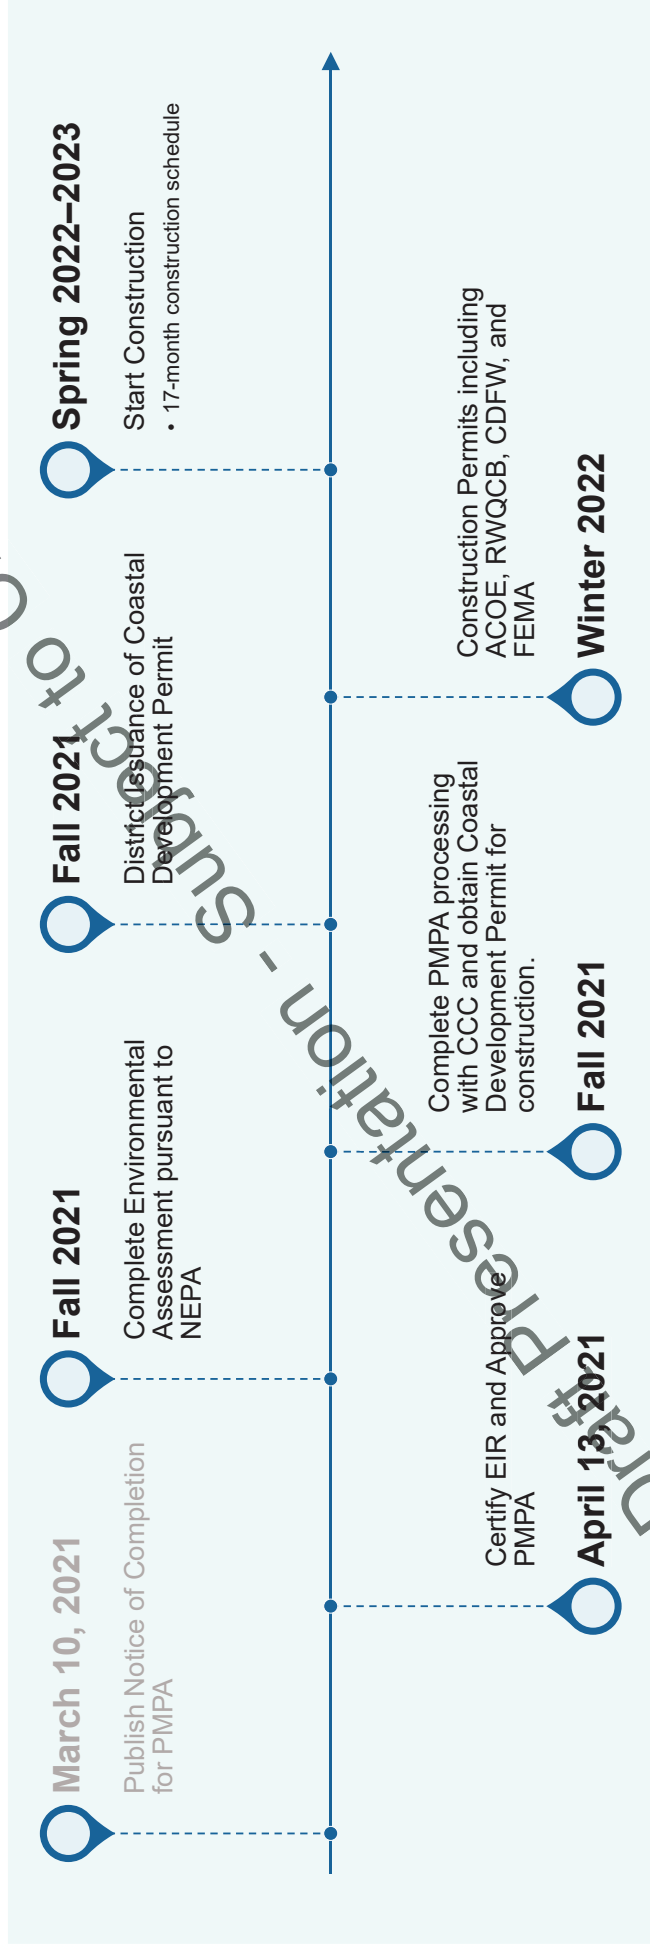 March 10, 2021
Publish Notice of Completion
for PMPA
Certify EIR and Approve
PMPA
April 13, 2021
Fall 2021
Complete Environmental
Assessment pursuant to
NEPA
Complete PMPA processing
with CCC and obtain Coastal
Development Permit for
construction.
Fall 2021
Fall 2021
District Issuance of Coastal
Development Permit
Construction Permits including
ACOE, RWQCB, CDFW, and
FEMA
Winter 2022
Spring 2022–2023
Start Construction
• 17-month construction schedule
Draft Presentation - Subject to